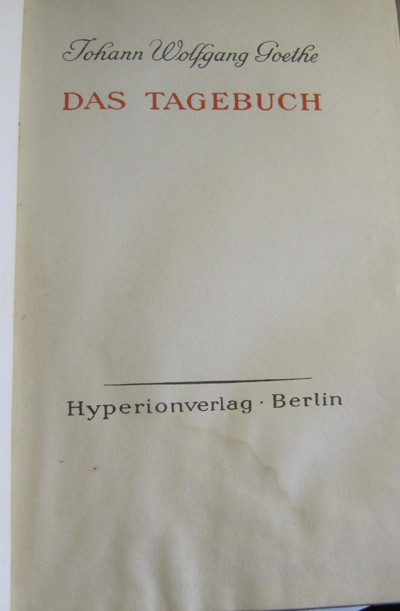 Johann Wolfgang Goethe
DAS TAGEBUCH
Hyperionverlag · Berlin